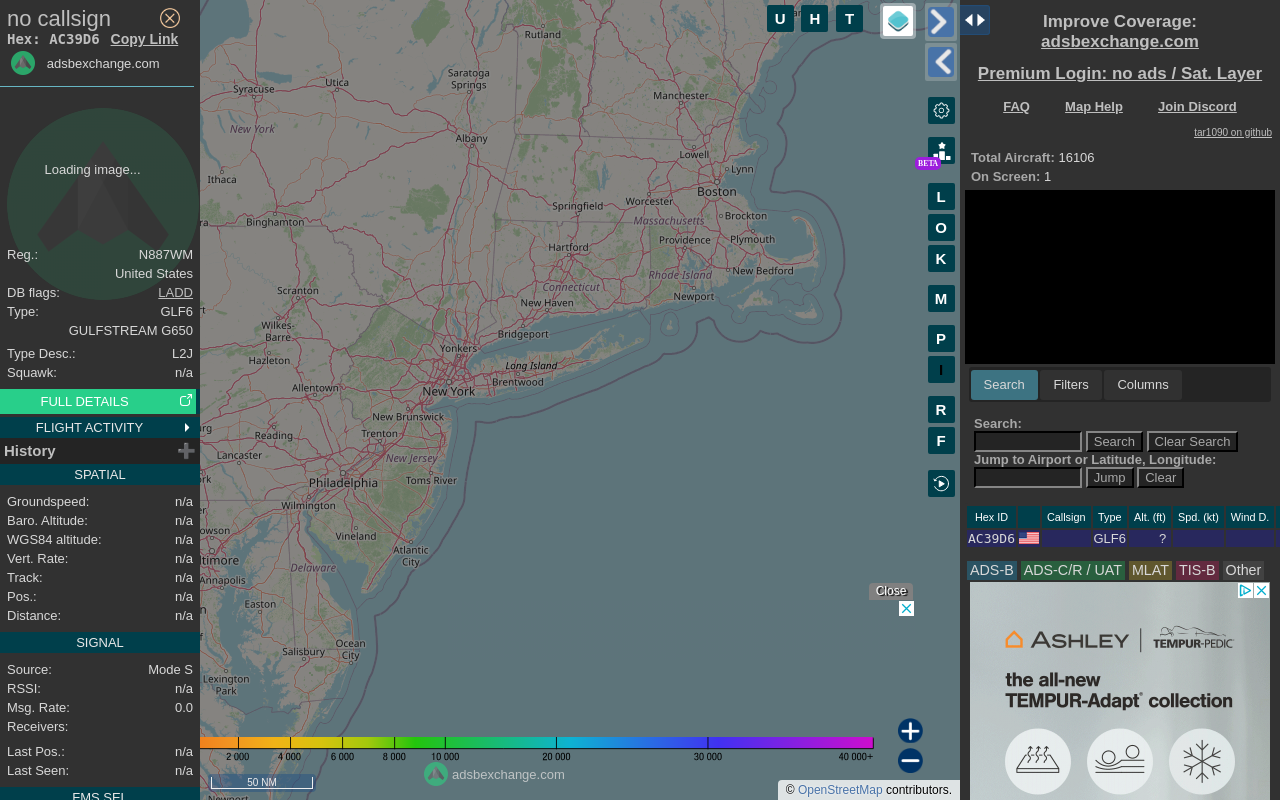 no callsign
Hex: AC39D6 Copy Link
adsbexchange.com
Loading image...
Reg.: N887WM
United States
DB flags: LADD
Type: GLF6
GULFSTREAM G650
Type Desc.: L2J
Squawk: n/a
FULL DETAILS
FLIGHT ACTIVITY
History
SPATIAL
Groundspeed: n/a
Baro. Altitude: n/a
WGS84 altitude: n/a
Vert. Rate: n/a
Track: n/a
Pos.: n/a
Distance: n/a
SIGNAL
Source: Mode S
RSSI: n/a
Msg. Rate: 0.0
Receivers:
Last Pos.: n/a
Last Seen: n/a
FMS SEL
Rutland
Saratoga
Springs
Utica
Syracuse
Manchester
New York
Albany
Lowell
Lynn
Ithaca
Boston
Worcester
Springfield
Massachusetts
Brockton
Binghamton
Providence
Plymouth
Hartford
Rhode Island
New Bedford
Connecticut
Newport
Scranton
New Haven
Wilkes-
Barre
Bridgeport
Yonkers
Hazleton
Long Island
Brentwood
Allentown
New York
New Brunswick
Reading
Trenton
Lancaster
New Jersey
Philadelphia
Toms River
Wilmington
Vineland
Atlantic
City
Delaware
Annapolis
Easton
Ocean
City
Salisbury
Lexington
Park
2 000 4 000 6 000 8 000 10 000 20 000 30 000 40 000+
adsbexchange.com
50 NM
© OpenStreetMap contributors.
U H T
BETA
L
O
K
M
P
I
R
F
Close
Improve Coverage:
adsbexchange.com
Premium Login: no ads / Sat. Layer
FAQ Map Help Join Discord
tar1090 on github
Total Aircraft: 16106
On Screen: 1
Search Filters Columns
Search:
Search Clear Search
Jump to Airport or Latitude, Longitude:
Jump Clear
Hex ID Callsign Type Alt. (ft) Spd. (kt) Wind D.
AC39D6 GLF6 ?
ADS-B ADS-C/R / UAT MLAT TIS-B Other
ASHLEY TEMPUR-PEDIC
the all-new
TEMPUR-Adapt® collection